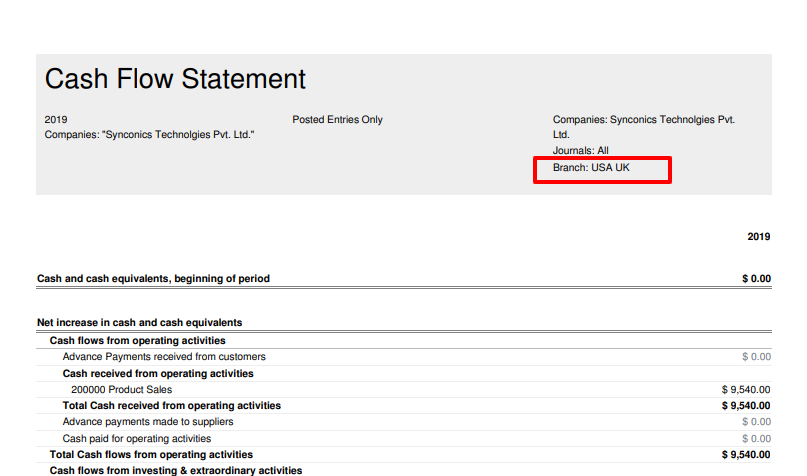 Cash Flow Statement
2019 Posted Entries Only Companies: Synconics Technolgies Pvt.
Companies: "Synconics Technolgies Pvt. Ltd." Ltd.
Journals: All
Branch: USA UK
2019
Cash and cash equivalents, beginning of period $ 0.00
Net increase in cash and cash equivalents
Cash flows from operating activities
Advance Payments received from customers $ 0.00
Cash received from operating activities
200000 Product Sales $ 9,540.00
Total Cash received from operating activities $ 9,540.00
Advance payments made to suppliers $ 0.00
Cash paid for operating activities $ 0.00
Total Cash flows from operating activities $ 9,540.00
Cash flows from investing & extraordinary activities